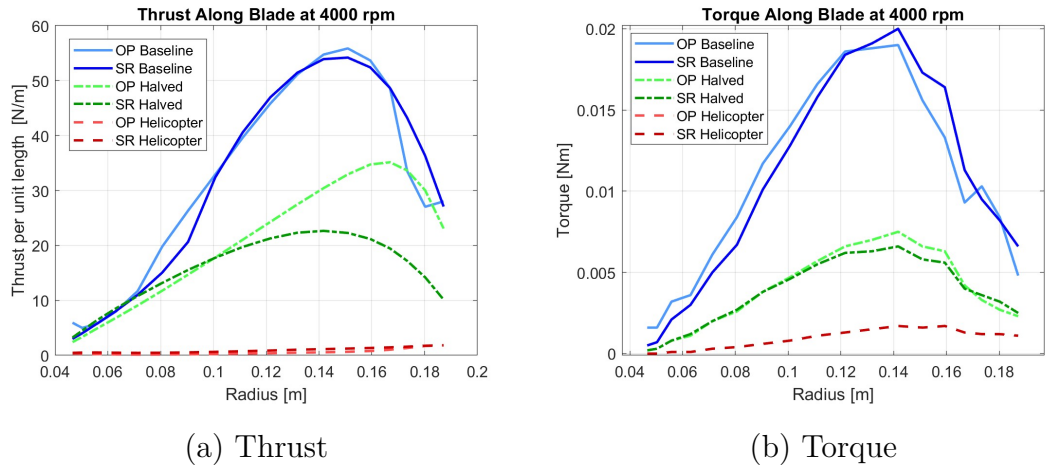 Thrust Along Blade at 4000 rpm
60
50
40
30
20
10
0
0.04 0.06 0.08 0.1 0.12 0.14 0.16 0.18 0.2
Thrust per unit length [N/m]
Radius [m]
OP Baseline
SR Baseline
OP Halved
SR Halved
OP Helicopter
SR Helicopter
(a) Thrust
Torque Along Blade at 4000 rpm
0.02
0.015
0.01
0.005
0
0.04 0.06 0.08 0.1 0.12 0.14 0.16 0.18
Torque [Nm]
Radius [m]
OP Baseline
SR Baseline
OP Halved
SR Halved
OP Helicopter
SR Helicopter
(b) Torque